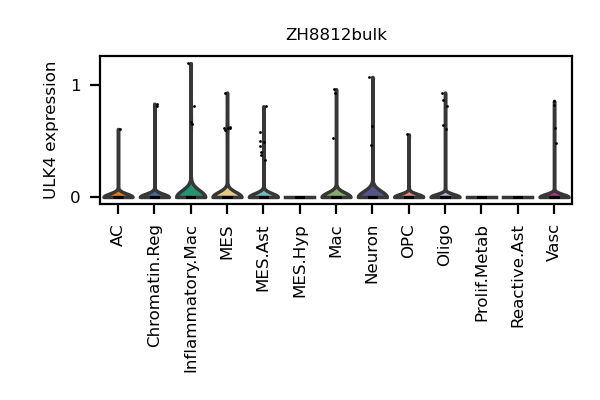 ZH8812bulk
ULK4 expression
1
0
AC
Chromatin.Reg
Inflammatory.Mac
MES
MES.Ast
MES.Hyp
Mac
Neuron
OPC
Oligo
Prolif.Metab
Reactive.Ast
Vasc